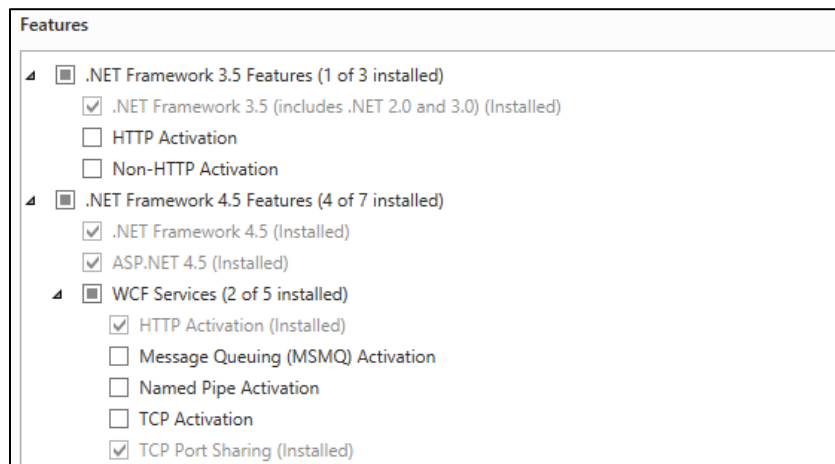 Features
.NET Framework 3.5 Features (1 of 3 installed)
.NET Framework 3.5 (includes .NET 2.0 and 3.0) (Installed)
HTTP Activation
Non-HTTP Activation
.NET Framework 4.5 Features (4 of 7 installed)
.NET Framework 4.5 (Installed)
ASP.NET 4.5 (Installed)
WCF Services (2 of 5 installed)
HTTP Activation (Installed)
Message Queuing (MSMQ) Activation
Named Pipe Activation
TCP Activation
TCP Port Sharing (Installed)